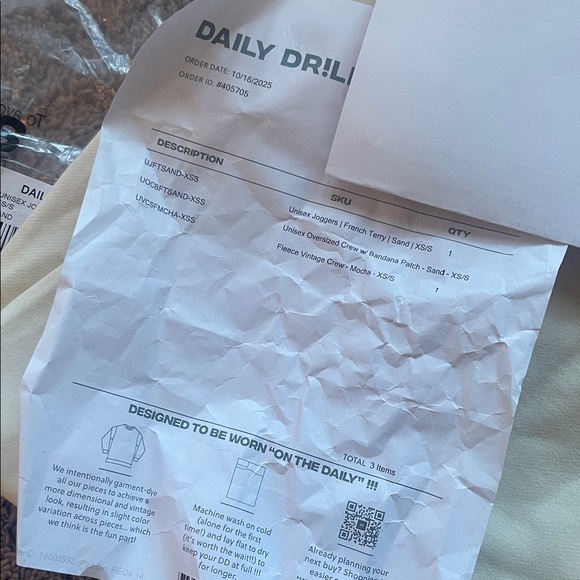 DAILY DR!L
ORDER DATE: 10/16/2025
ORDER ID: #405705
DESCRIPTION SKU QTY
UJFTSAND-XSS Unisex Joggers | French Terry | Sand | XS/S 1
UOCBFTSAND-XSS Unisex Oversized Crew w/ Bandana Patch - Sand - XS/S
UVCSFMCHA-XSS Fleece Vintage Crew - Mocha - XS/S 1
TOTAL 3 Items
DESIGNED TO BE WORN "ON THE DAILY" !!!
We intentionally garment-dye
all our pieces to achieve a
more dimensional and vintage
look, resulting in slight color
variation across pieces... which
we think is the fun part!
Machine wash on cold
(alone for the first
time!) and lay flat to dry
(it's worth the wait!!) to
keep your DD at full !!!
for longer.
Already planning your
next buy? Shopping
easier
18000592
DAIL
UNISEX JO
S/S
AND